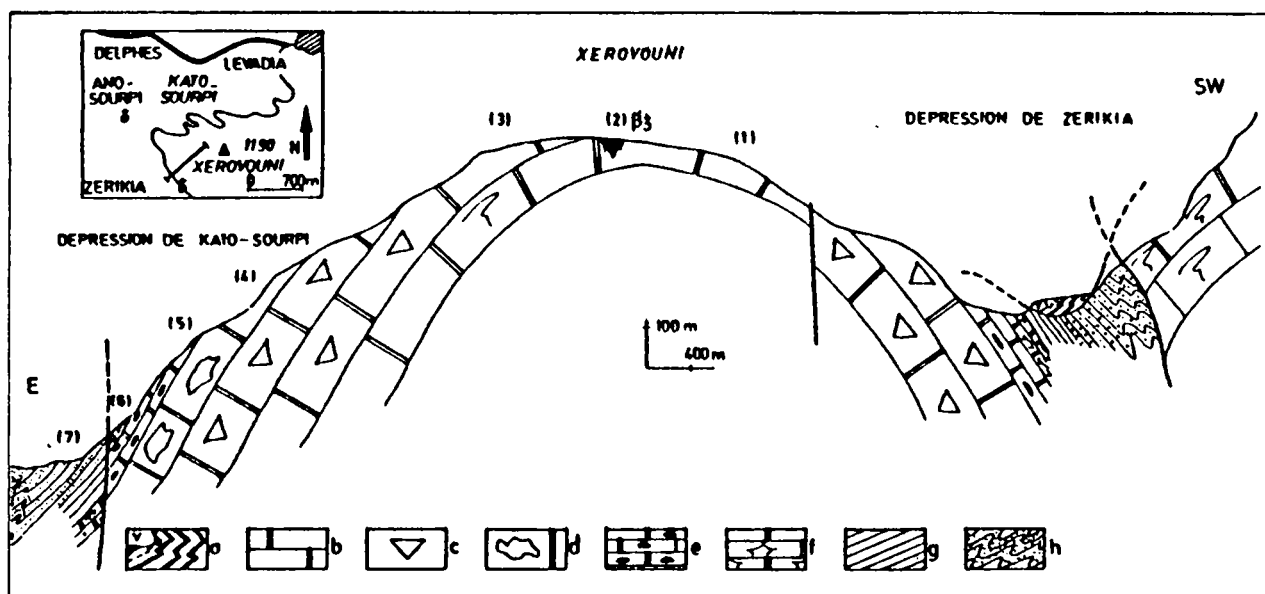 DELPHES
LEVADIA
ANO-
SOURPI
KATO-
SOURPI
1190
N
XEROVOUNI
ZERIKIA
0 700m
XEROVOUNI
SW
DEPRESSION DE ZERIKIA
(3)
(2) β3
(1)
DEPRESSION DE KATO-SOURPI
(4)
(5)
100 m
400 m
E
(6)
(7)
a b c d e f g h